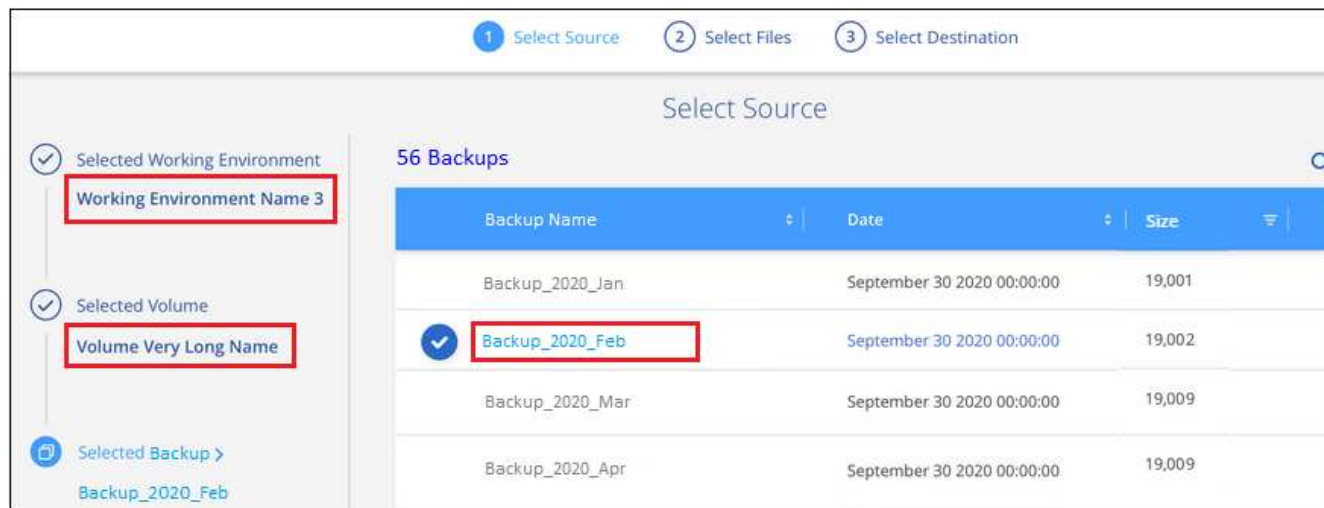 1 Select Source 2 Select Files 3 Select Destination
Select Source
Selected Working Environment
Working Environment Name 3
Selected Volume
Volume Very Long Name
Selected Backup >
Backup_2020_Feb
56 Backups
Backup Name Date Size
Backup_2020_Jan September 30 2020 00:00:00 19,001
Backup_2020_Feb September 30 2020 00:00:00 19,002
Backup_2020_Mar September 30 2020 00:00:00 19,009
Backup_2020_Apr September 30 2020 00:00:00 19,009